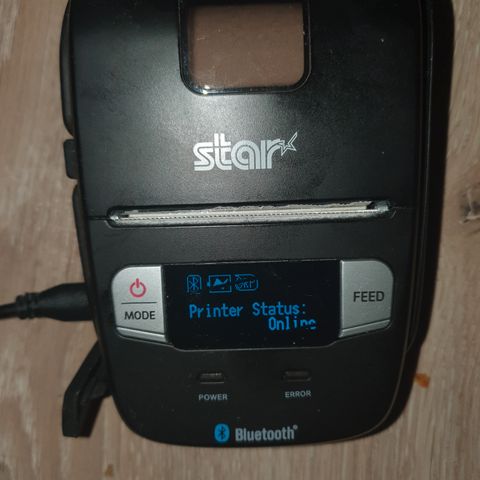 star
Printer Status:
Online
MODE
FEED
POWER
ERROR
Bluetooth®